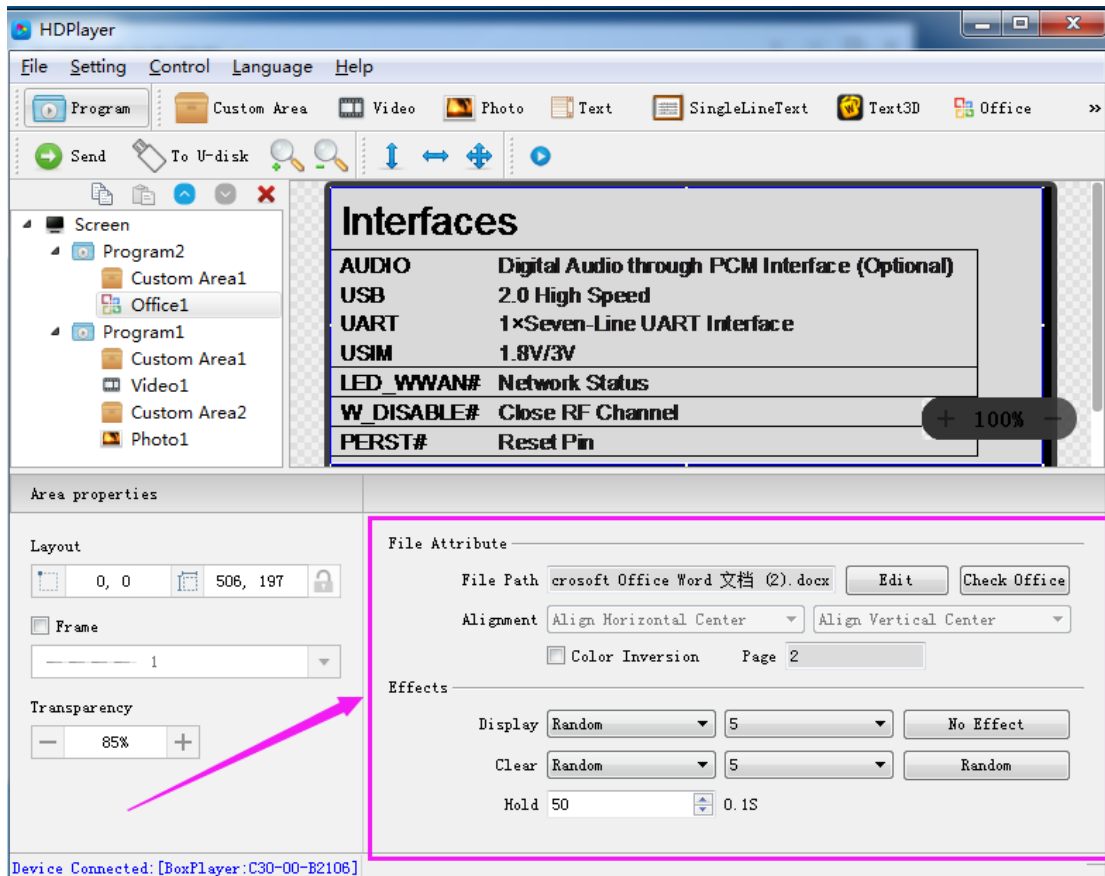 HDPlayer
File Setting Control Language Help
Program Custom Area Video Photo Text SingleLineText Text3D Office »
Send To U-disk
Screen
Program2
Custom Area1
Office1
Program1
Custom Area1
Video1
Custom Area2
Photo1
Interfaces
AUDIO Digital Audio through PCM Interface (Optional)
USB 2.0 High Speed
UART 1×Seven-Line UART Interface
USIM 1.8V/3V
LED_WWAN# Network Status
W_DISABLE# Close RF Channel
PERST# Reset Pin
+ 100% −
Area properties
Layout
0, 0 506, 197
Frame
1
Transparency
− 85% +
File Attribute
File Path crosoft Office Word 文档 (2).docx Edit Check Office
Alignment Align Horizontal Center Align Vertical Center
Color Inversion Page 2
Effects
Display Random 5 No Effect
Clear Random 5 Random
Hold 50 0.1S
Device Connected:[BoxPlayer:C30-00-B2106]